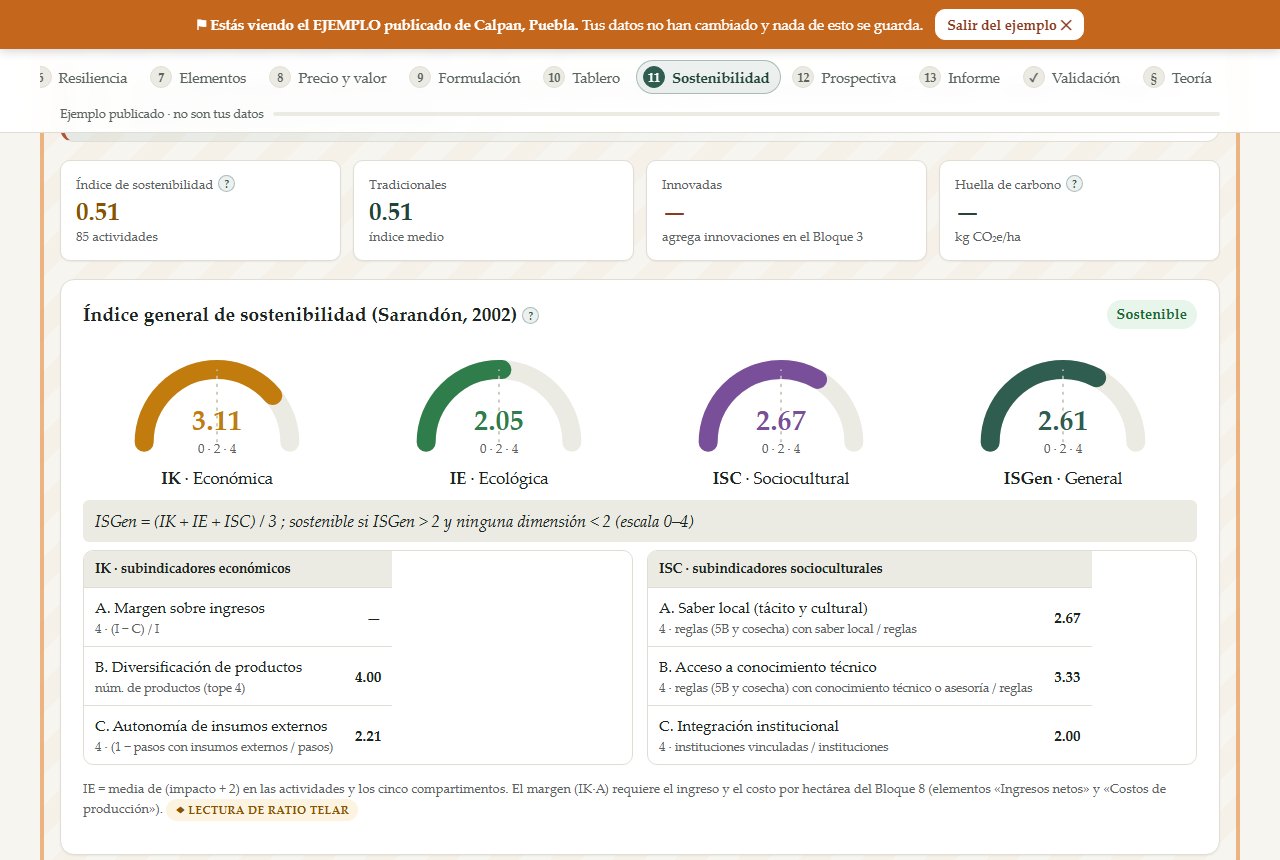 ⚑ Estás viendo el EJEMPLO publicado de Calpan, Puebla. Tus datos no han cambiado y nada de esto se guarda. Salir del ejemplo ✕
Resiliencia 7 Elementos 8 Precio y valor 9 Formulación 10 Tablero 11 Sostenibilidad 12 Prospectiva 13 Informe ✓ Validación § Teoría
Ejemplo publicado · no son tus datos
Índice de sostenibilidad ?
0.51
85 actividades
Tradicionales
0.51
índice medio
Innovadas
—
agrega innovaciones en el Bloque 3
Huella de carbono ?
—
kg CO₂e/ha
Índice general de sostenibilidad (Sarandón, 2002) ?
Sostenible
3.11
0 · 2 · 4
IK · Económica
2.05
0 · 2 · 4
IE · Ecológica
2.67
0 · 2 · 4
ISC · Sociocultural
2.61
0 · 2 · 4
ISGen · General
ISGen = (IK + IE + ISC) / 3 ; sostenible si ISGen > 2 y ninguna dimensión < 2 (escala 0–4)
IK · subindicadores económicos
A. Margen sobre ingresos
4 · (I − C) / I
—
B. Diversificación de productos
núm. de productos (tope 4)
4.00
C. Autonomía de insumos externos
4 · (1 − pasos con insumos externos / pasos)
2.21
ISC · subindicadores socioculturales
A. Saber local (tácito y cultural)
4 · reglas (5B y cosecha) con saber local / reglas
2.67
B. Acceso a conocimiento técnico
4 · reglas (5B y cosecha) con conocimiento técnico o asesoría / reglas
3.33
C. Integración institucional
4 · instituciones vinculadas / instituciones
2.00
IE = media de (impacto + 2) en las actividades y los cinco compartimentos. El margen (IK·A) requiere el ingreso y el costo por hectárea del Bloque 8 (elementos «Ingresos netos» y «Costos de
producción»). ◆ LECTURA DE RATIO TELAR